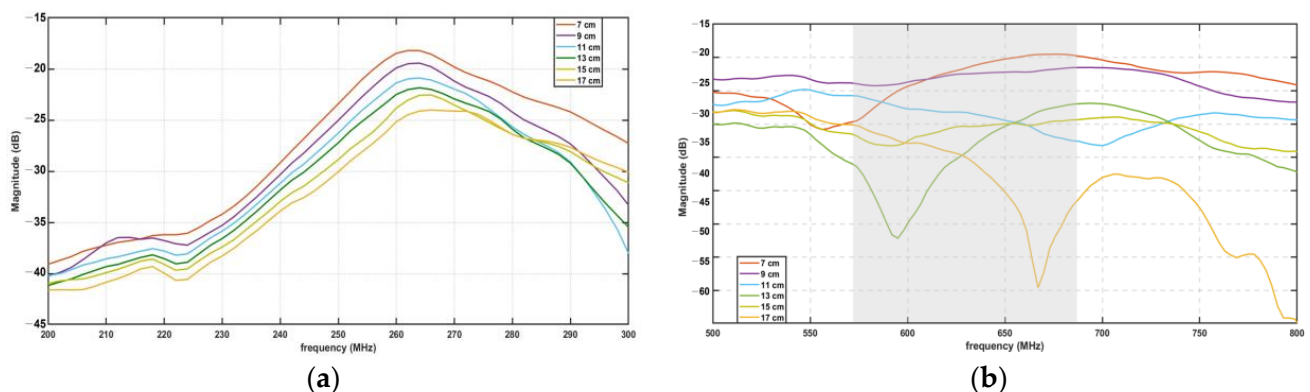 −15
−20
−25
−30
−35
−40
−45
Magnitude (dB)
200 210 220 230 240 250 260 270 280 290 300
frequency (MHz)
7 cm
9 cm
11 cm
13 cm
15 cm
17 cm
(a)
−15
−20
−25
−30
−35
−40
−50
−55
−60
Magnitude (dB)
500 550 600 650 700 750 800
frequency (MHz)
7 cm
9 cm
11 cm
13 cm
15 cm
17 cm
(b)